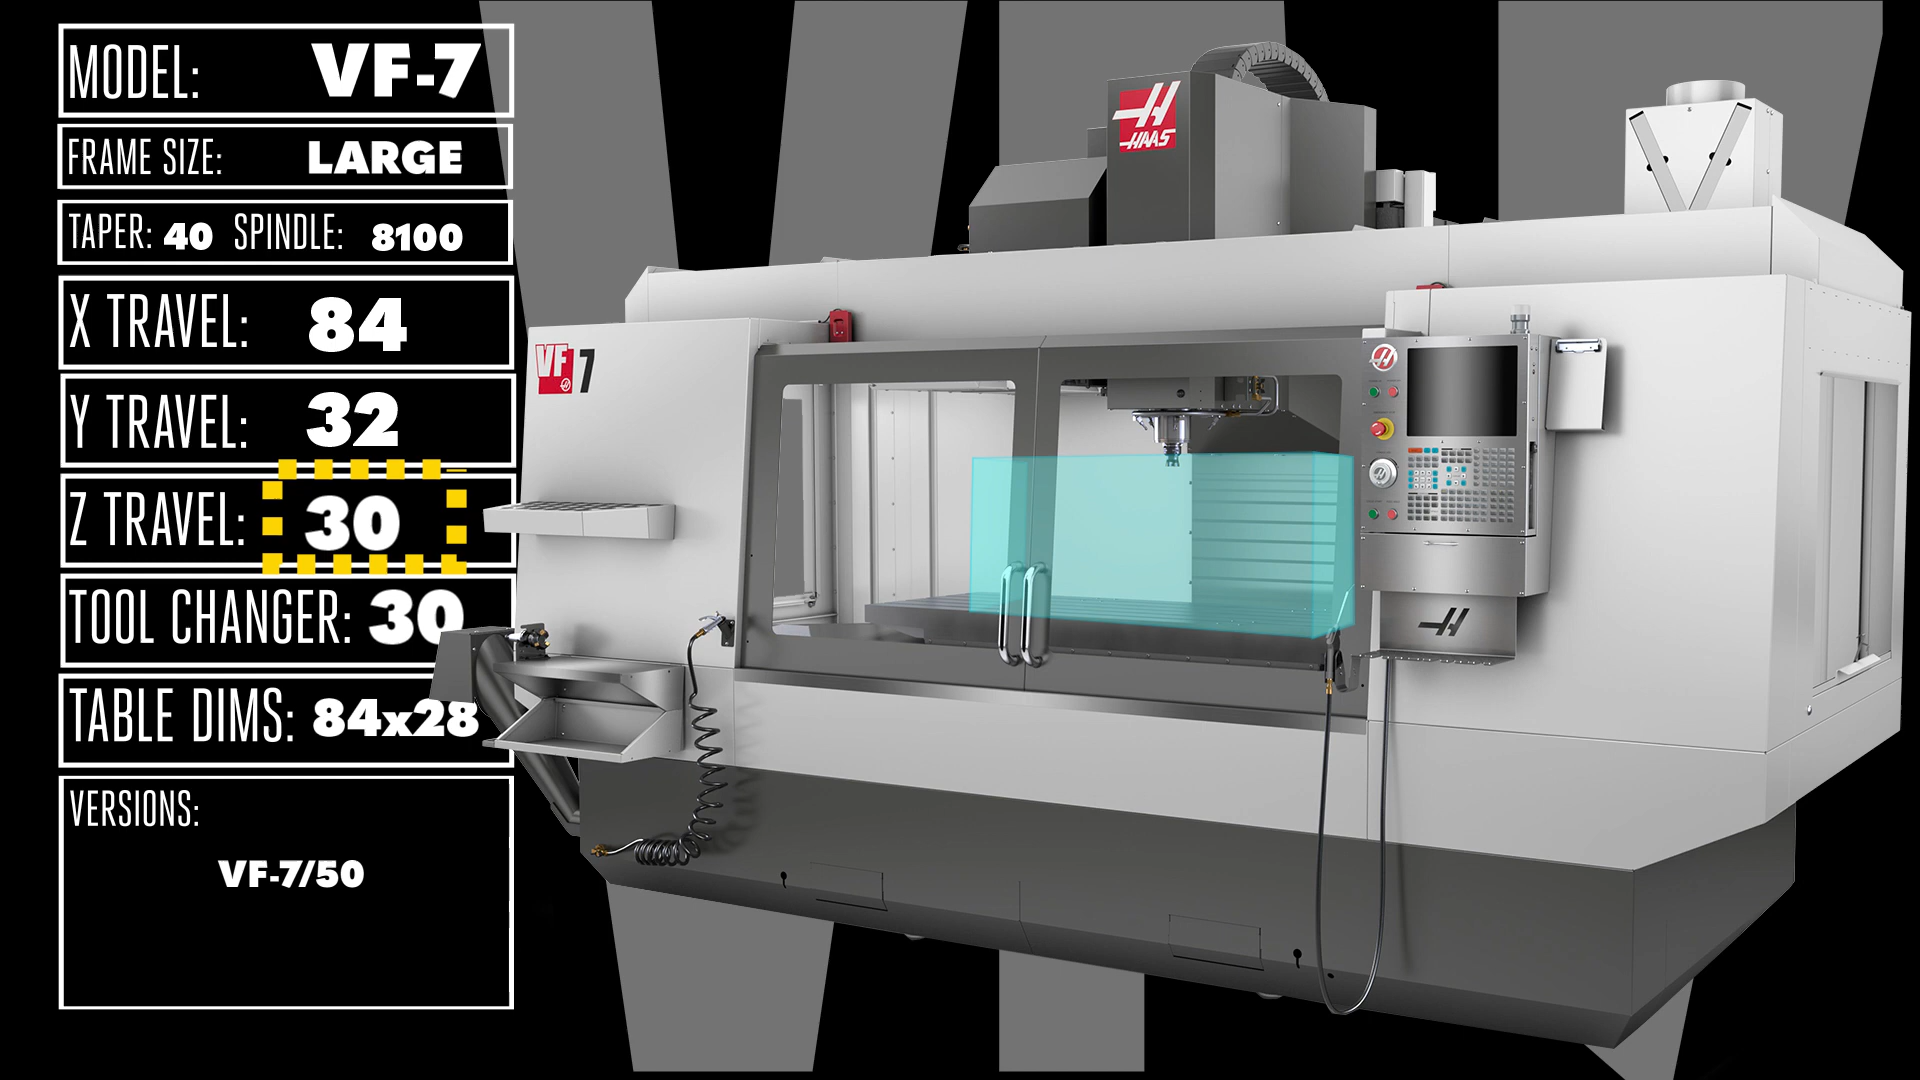 MODEL: VF-7
FRAME SIZE: LARGE
TAPER: 40 SPINDLE: 8100
X TRAVEL: 84
Y TRAVEL: 32
Z TRAVEL: 30
TOOL CHANGER: 30
TABLE DIMS: 84x28
VERSIONS:
VF-7/50
HAAS
VF 7